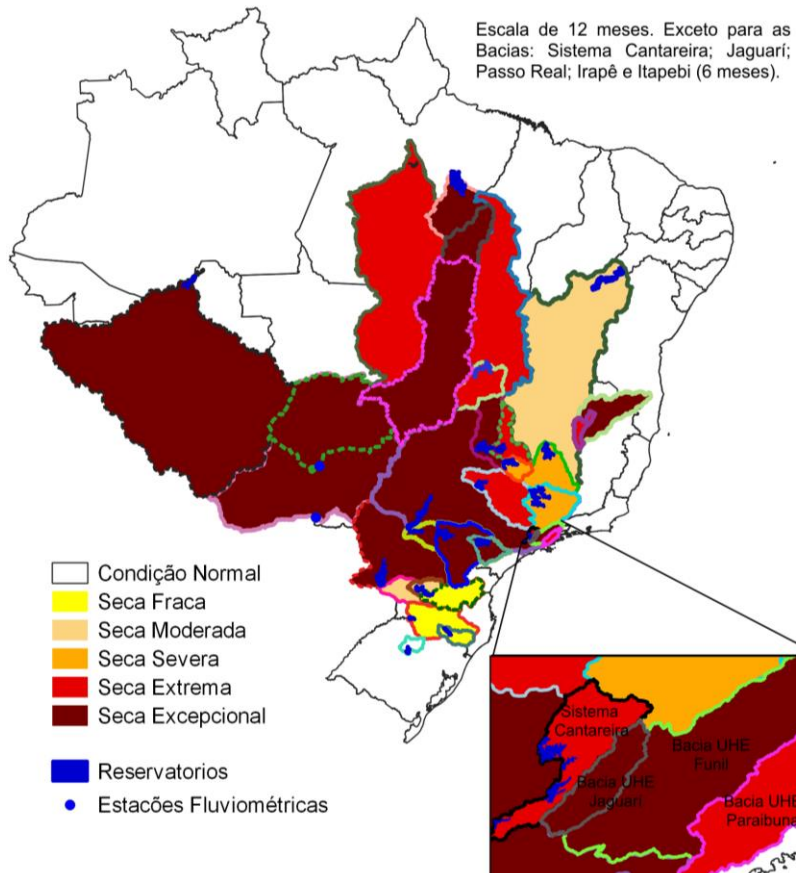 Escala de 12 meses. Exceto para as
Bacias: Sistema Cantareira; Jaguarí;
Passo Real; Irapê e Itapebi (6 meses).
Condição Normal
Seca Fraca
Seca Moderada
Seca Severa
Seca Extrema
Seca Excepcional
Reservatorios
Estacões Fluviométricas
Sistema
Cantareira
Bacia UHE
Funil
Bacia UHE
Jaguarí
Bacia UHE
Paraibuna